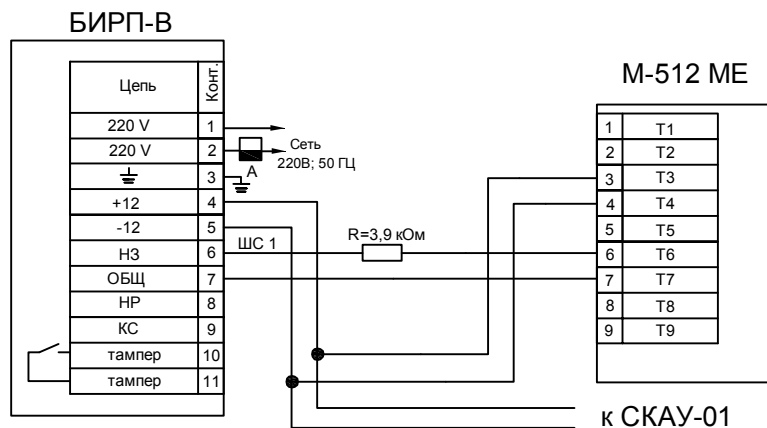 БИРП-В
М-512 МЕ
Цепь Конт.
220 V 1
220 V 2
3
+12 4
-12 5
НЗ 6
ОБЩ 7
НР 8
КС 9
тампер 10
тампер 11
А
Сеть
220В; 50 ГЦ
ШС 1
R=3,9 кОм
1 Т1
2 Т2
3 Т3
4 Т4
5 Т5
6 Т6
7 Т7
8 Т8
9 Т9
к СКАУ-01